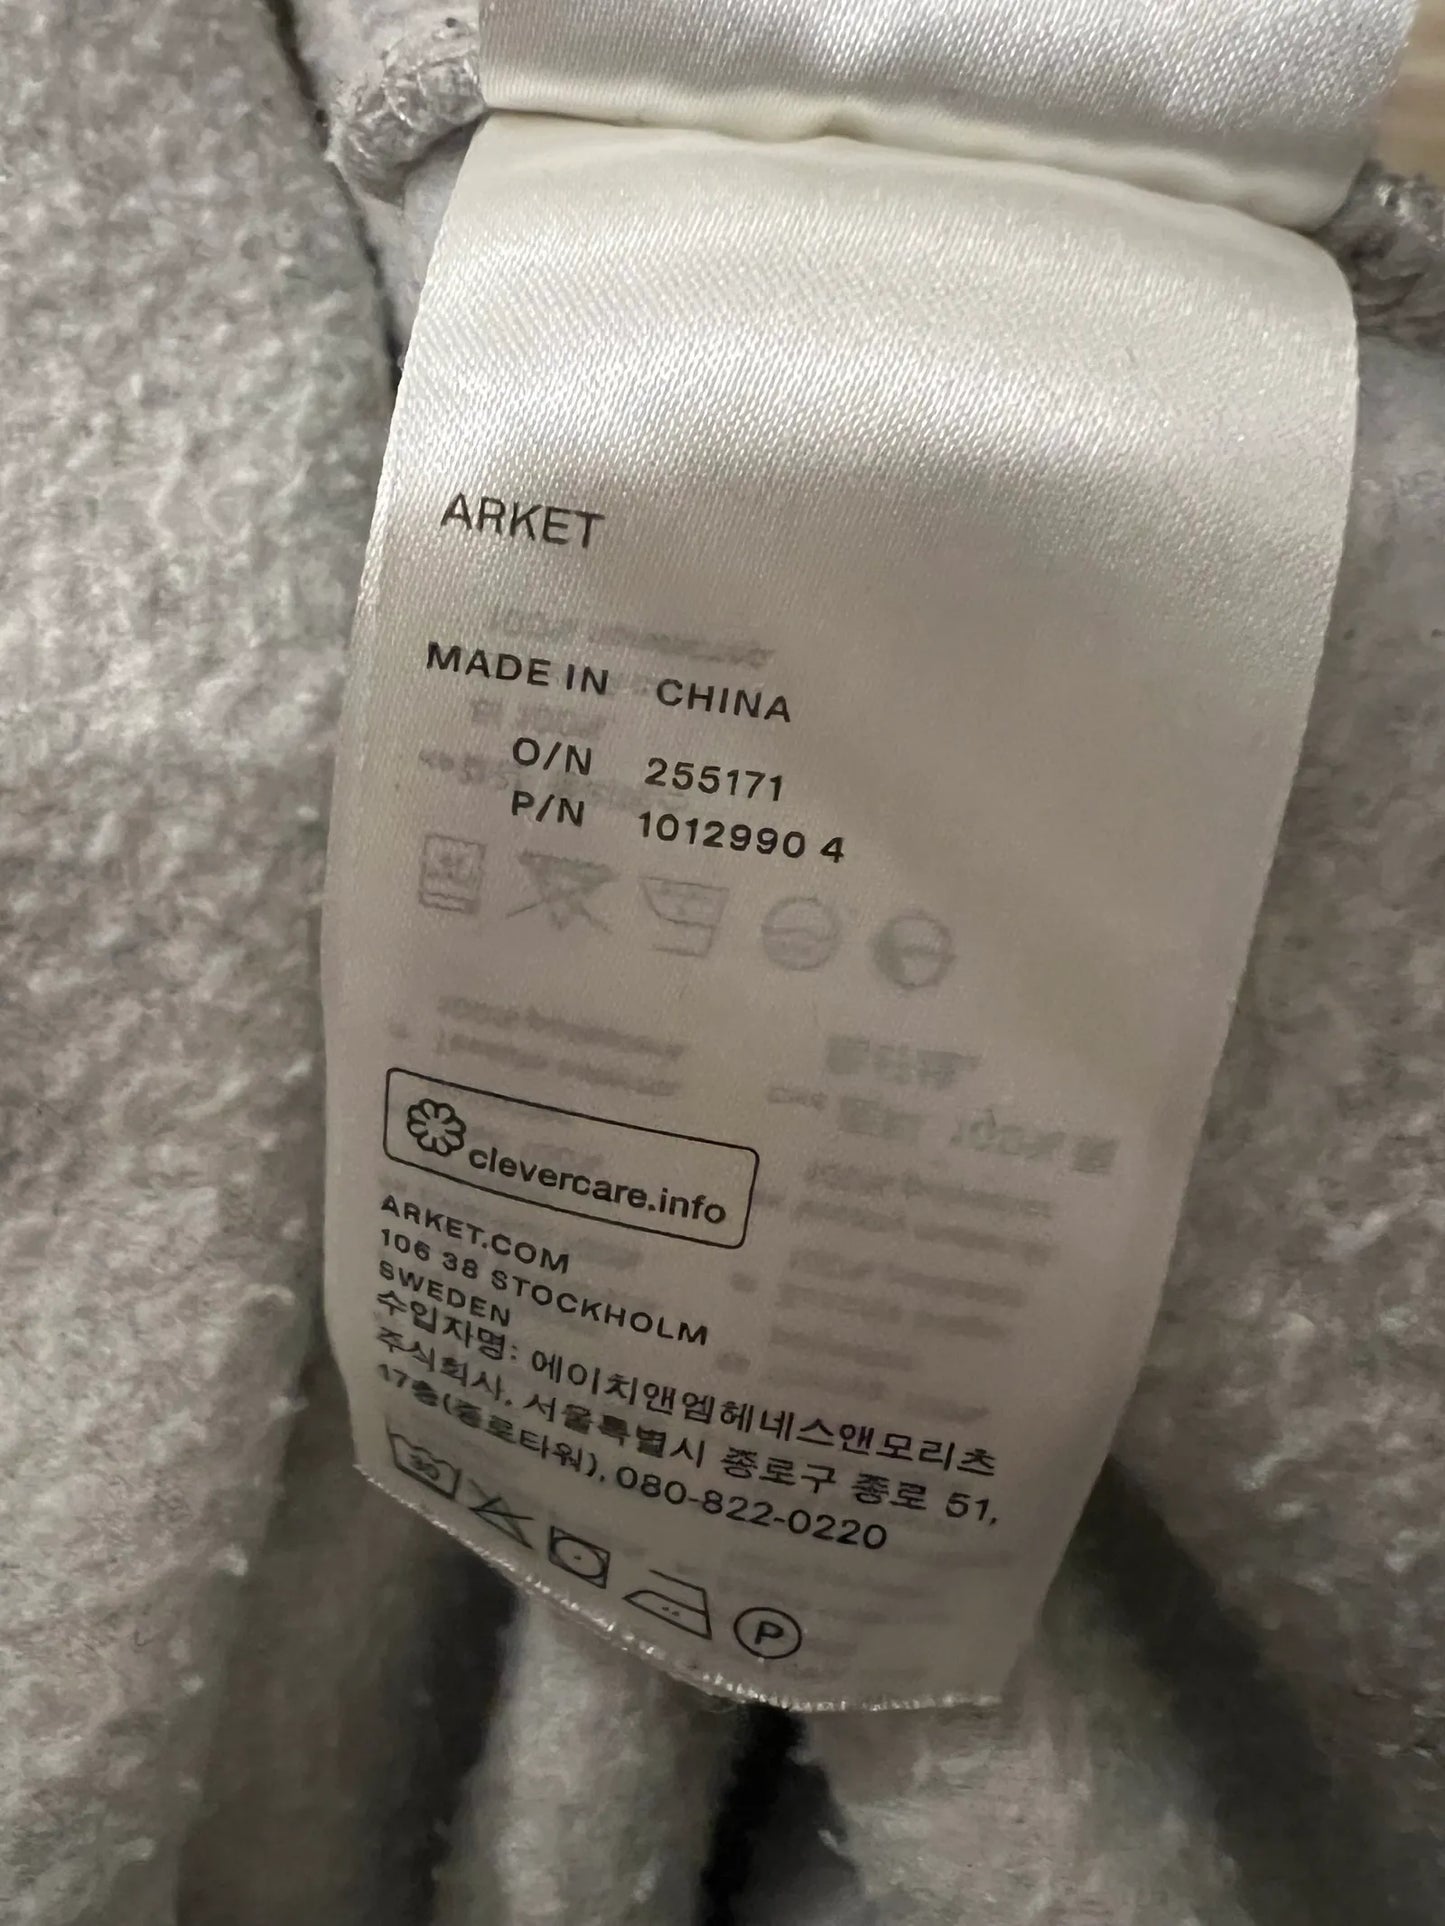 ARKET
MADE IN CHINA
O/N 255171
P/N 1012990 4
clevercare.info
ARKET.COM
106 38 STOCKHOLM
SWEDEN
수입자명: 에이치앤엠헤네스앤모리츠
주식회사, 서울특별시 종로구 종로 51,
17층(종로타워), 080-822-0220
30
P